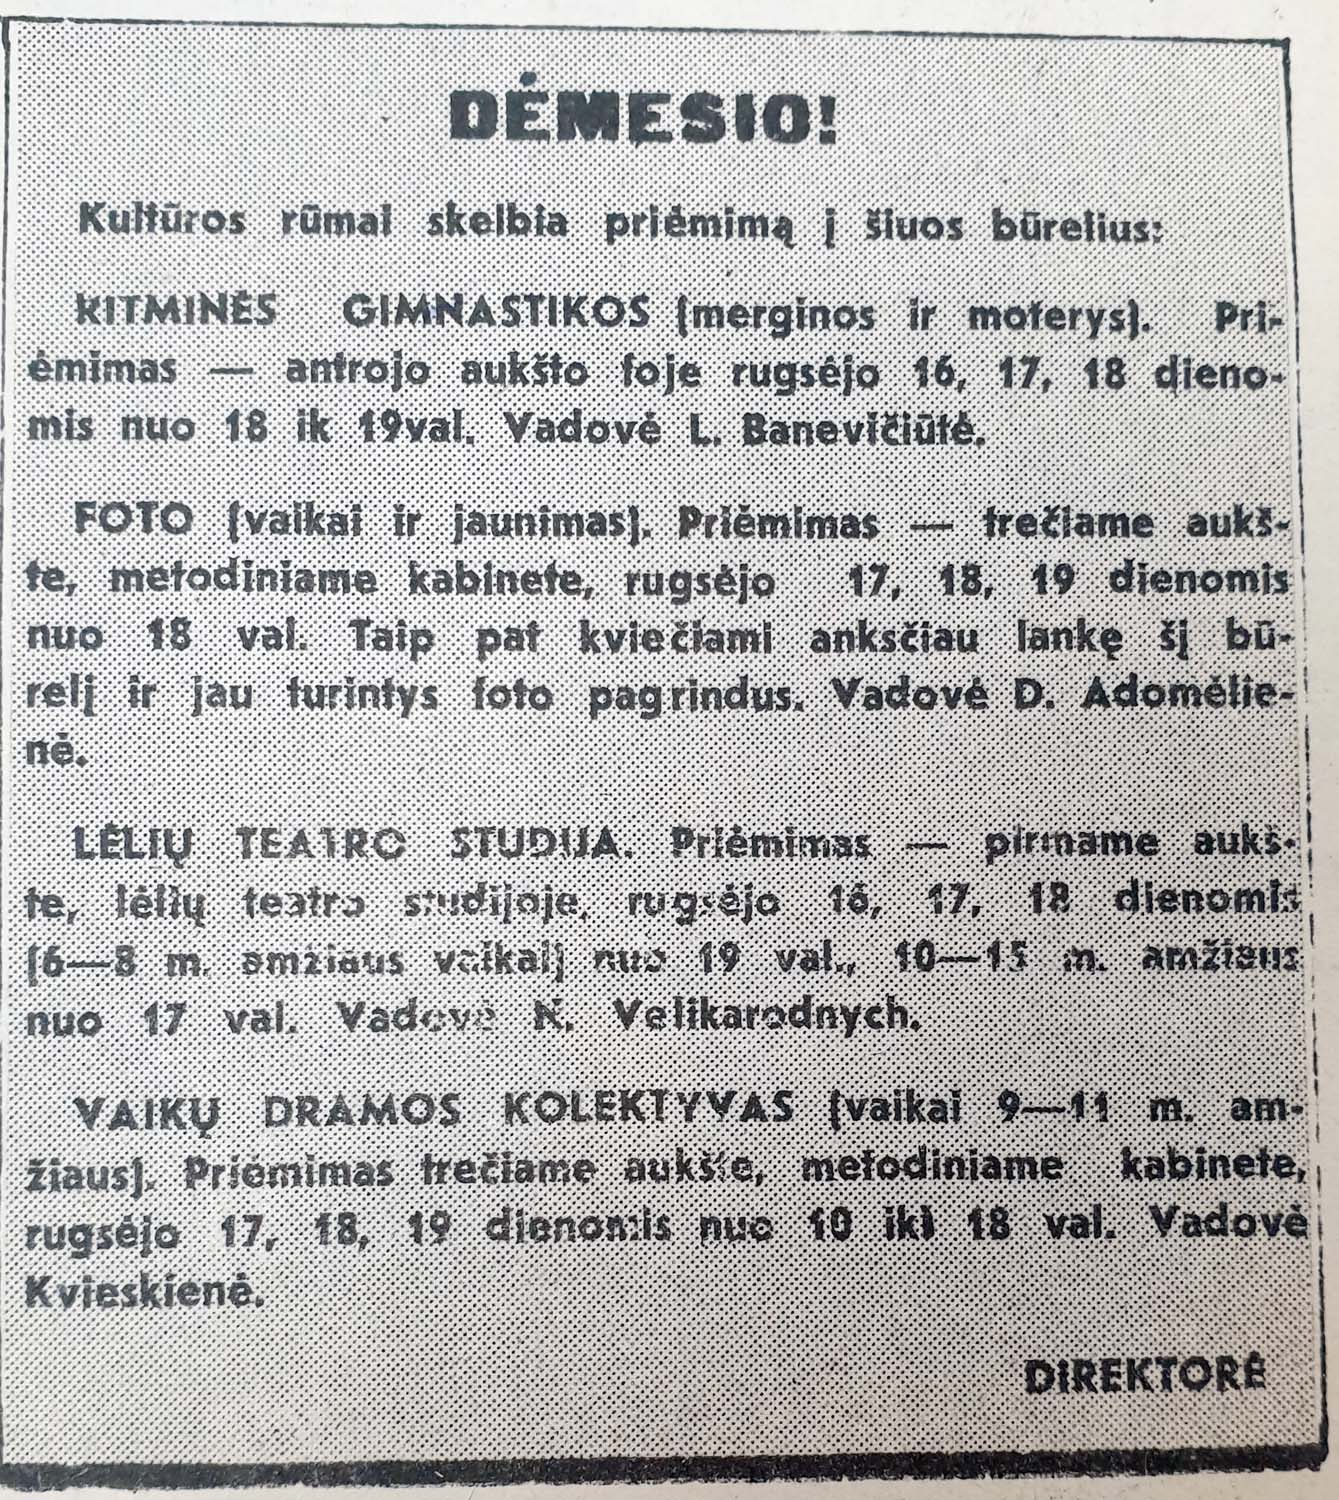 DĖMESIO!
Kultūros rūmai skelbia priėmimą į šiuos būrelius:
RITMINĖS GIMNASTIKOS (merginos ir moterys). Pri-
ėmimas — antrojo aukšto foje rugsėjo 16, 17, 18 dieno-
mis nuo 18 ik 19val. Vadovė L. Banevičiūtė.
FOTO (vaikai ir jaunimas). Priėmimas — trečiame aukš-
te, metodiniame kabinete, rugsėjo 17, 18, 19 dienomis
nuo 18 val. Taip pat kviečiami anksčiau lankę šį bū-
relį ir jau turintys foto pagrindus. Vadovė D. Adomėlie-
nė.
LĖLIŲ TEATRO STUDIJA. Priėmimas — pirmame aukš-
te, lėlių teatro studijoje, rugsėjo 16, 17, 18 dienomis
(6—8 m. amžiaus vaikai) nuo 19 val., 10—15 m. amžiaus
nuo 17 val. Vadovė N. Velikarodnych.
VAIKŲ DRAMOS KOLEKTYVAS (vaikai 9—11 m. am-
žiaus). Priėmimas trečiame aukšte, metodiniame kabinete,
rugsėjo 17, 18, 19 dienomis nuo 10 iki 18 val. Vadovė
Kvieskienė.
DIREKTORĖ